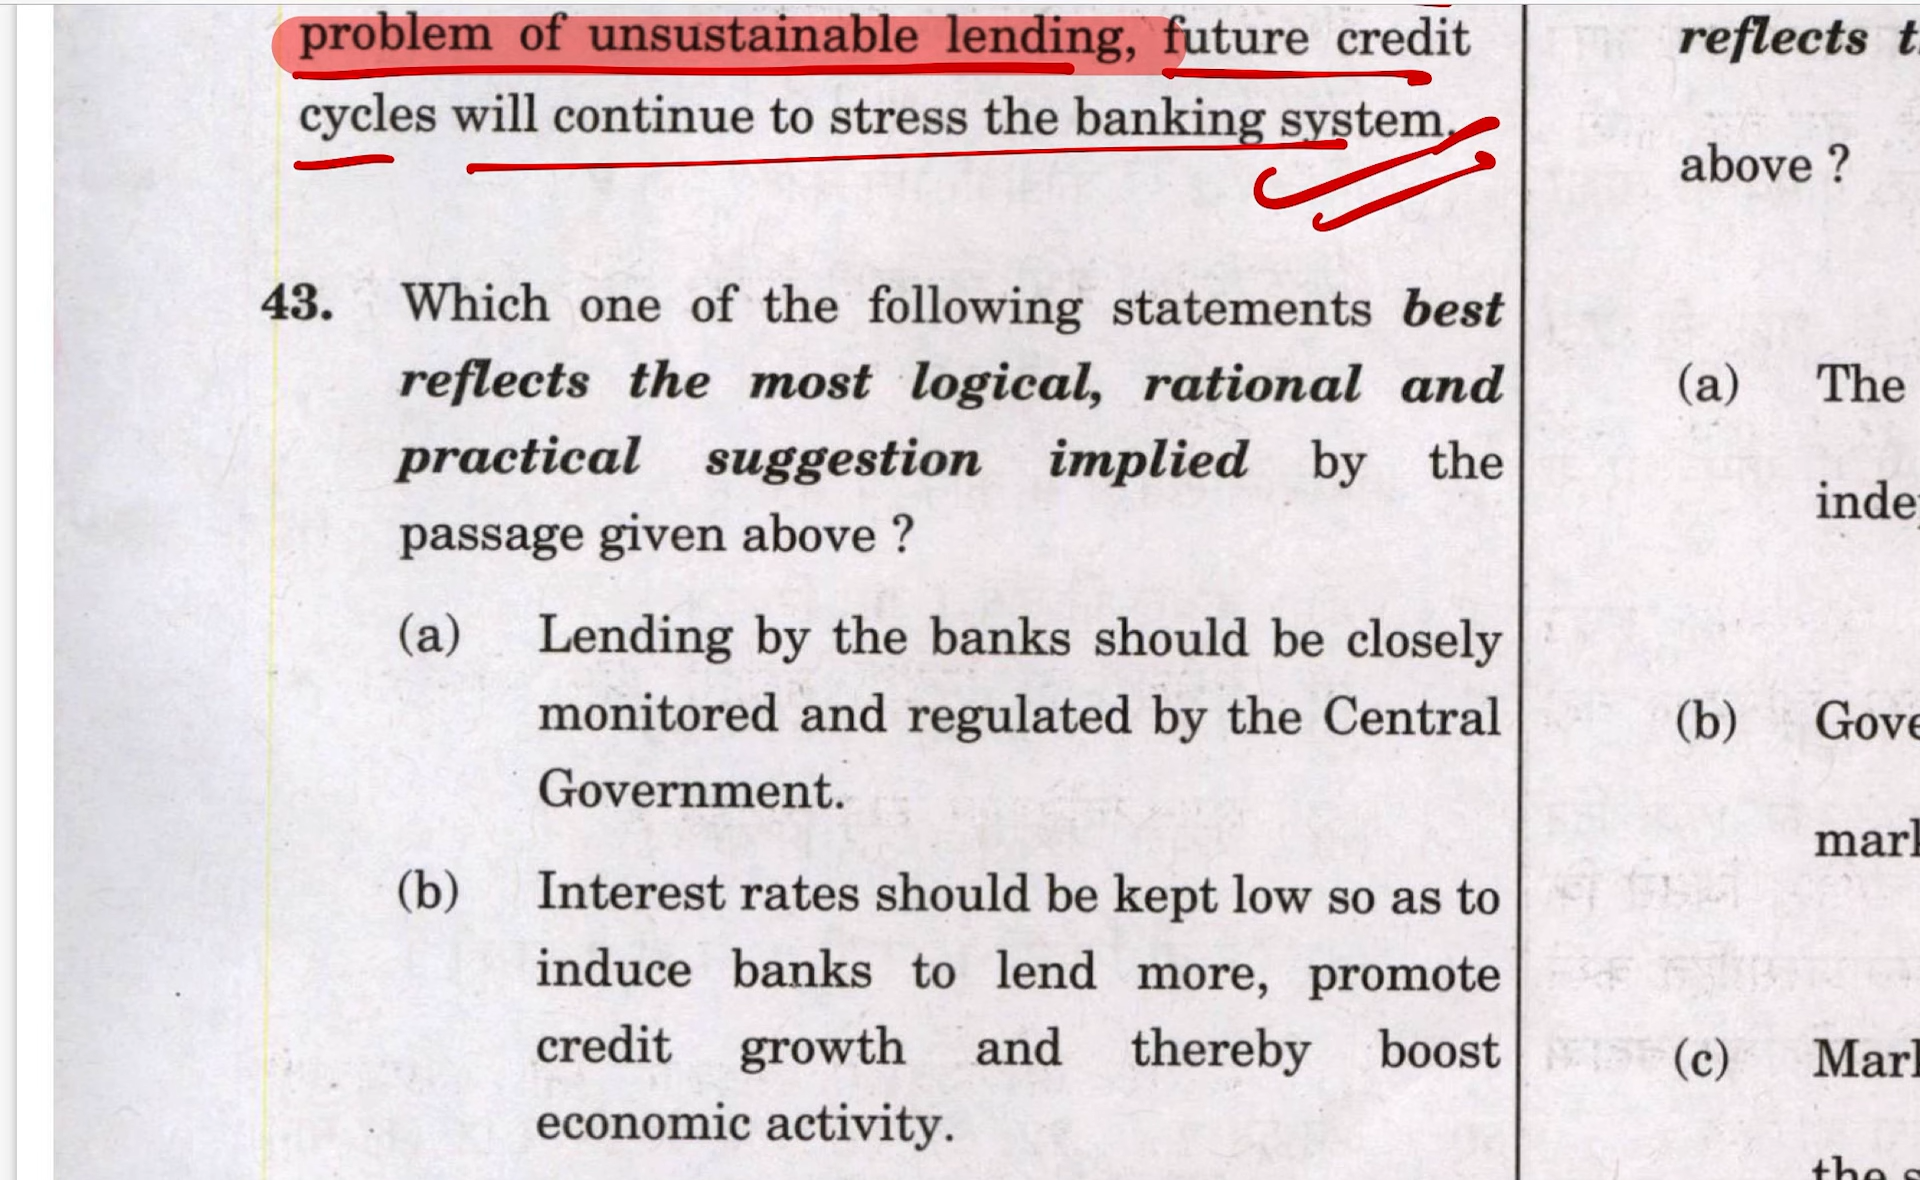 problem of unsustainable lending, future credit
cycles will continue to stress the banking system.
43. Which one of the following statements best
reflects the most logical, rational and
practical suggestion implied by the
passage given above ?
(a) Lending by the banks should be closely
monitored and regulated by the Central
Government.
(b) Interest rates should be kept low so as to
induce banks to lend more, promote
credit growth and thereby boost
economic activity.
reflects
above ?
(a) The
(b)
(c)
the